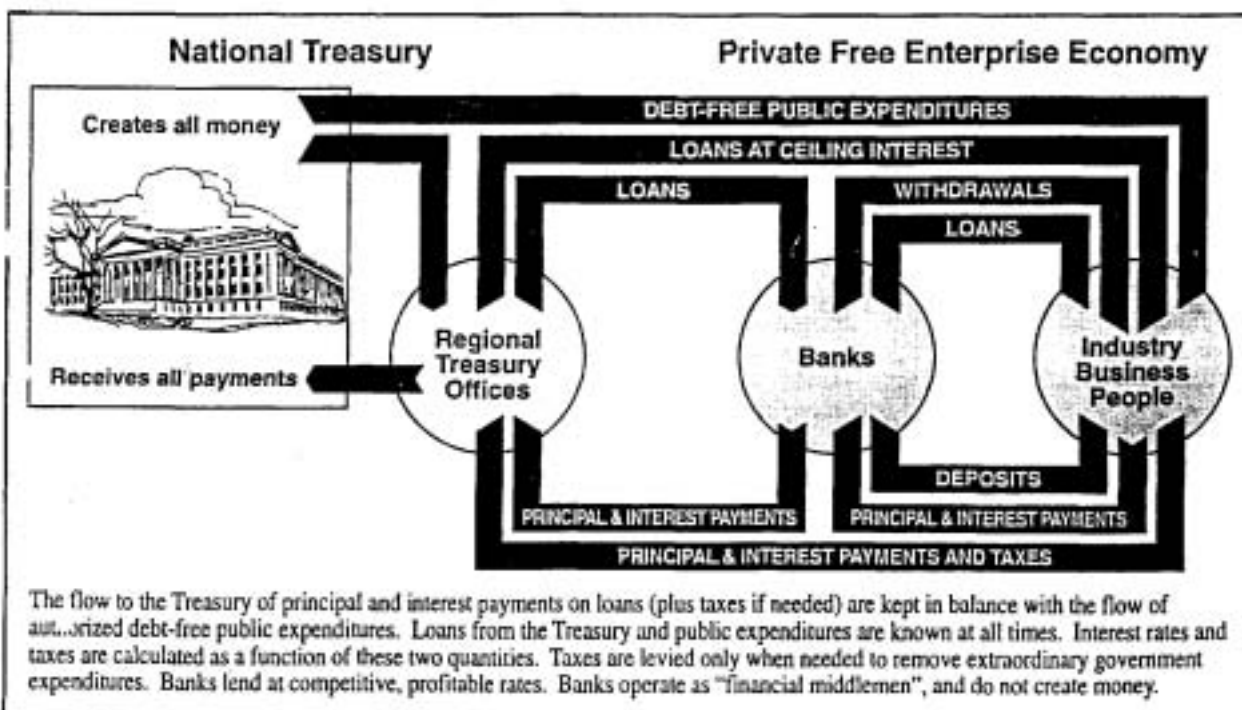 National Treasury
Private Free Enterprise Economy
Creates all money
DEBT-FREE PUBLIC EXPENDITURES
LOANS AT CEILING INTEREST
LOANS
WITHDRAWALS
LOANS
Regional
Treasury
Offices
Banks
Industry
Business
People
Receives all payments
DEPOSITS
PRINCIPAL & INTEREST PAYMENTS
PRINCIPAL & INTEREST PAYMENTS
PRINCIPAL & INTEREST PAYMENTS AND TAXES
The flow to the Treasury of principal and interest payments on loans (plus taxes if needed) are kept in balance with the flow of
aut...orized debt-free public expenditures. Loans from the Treasury and public expenditures are known at all times. Interest rates and
taxes are calculated as a function of these two quantities. Taxes are levied only when needed to remove extraordinary government
expenditures. Banks lend at competitive, profitable rates. Banks operate as "financial middlemen", and do not create money.